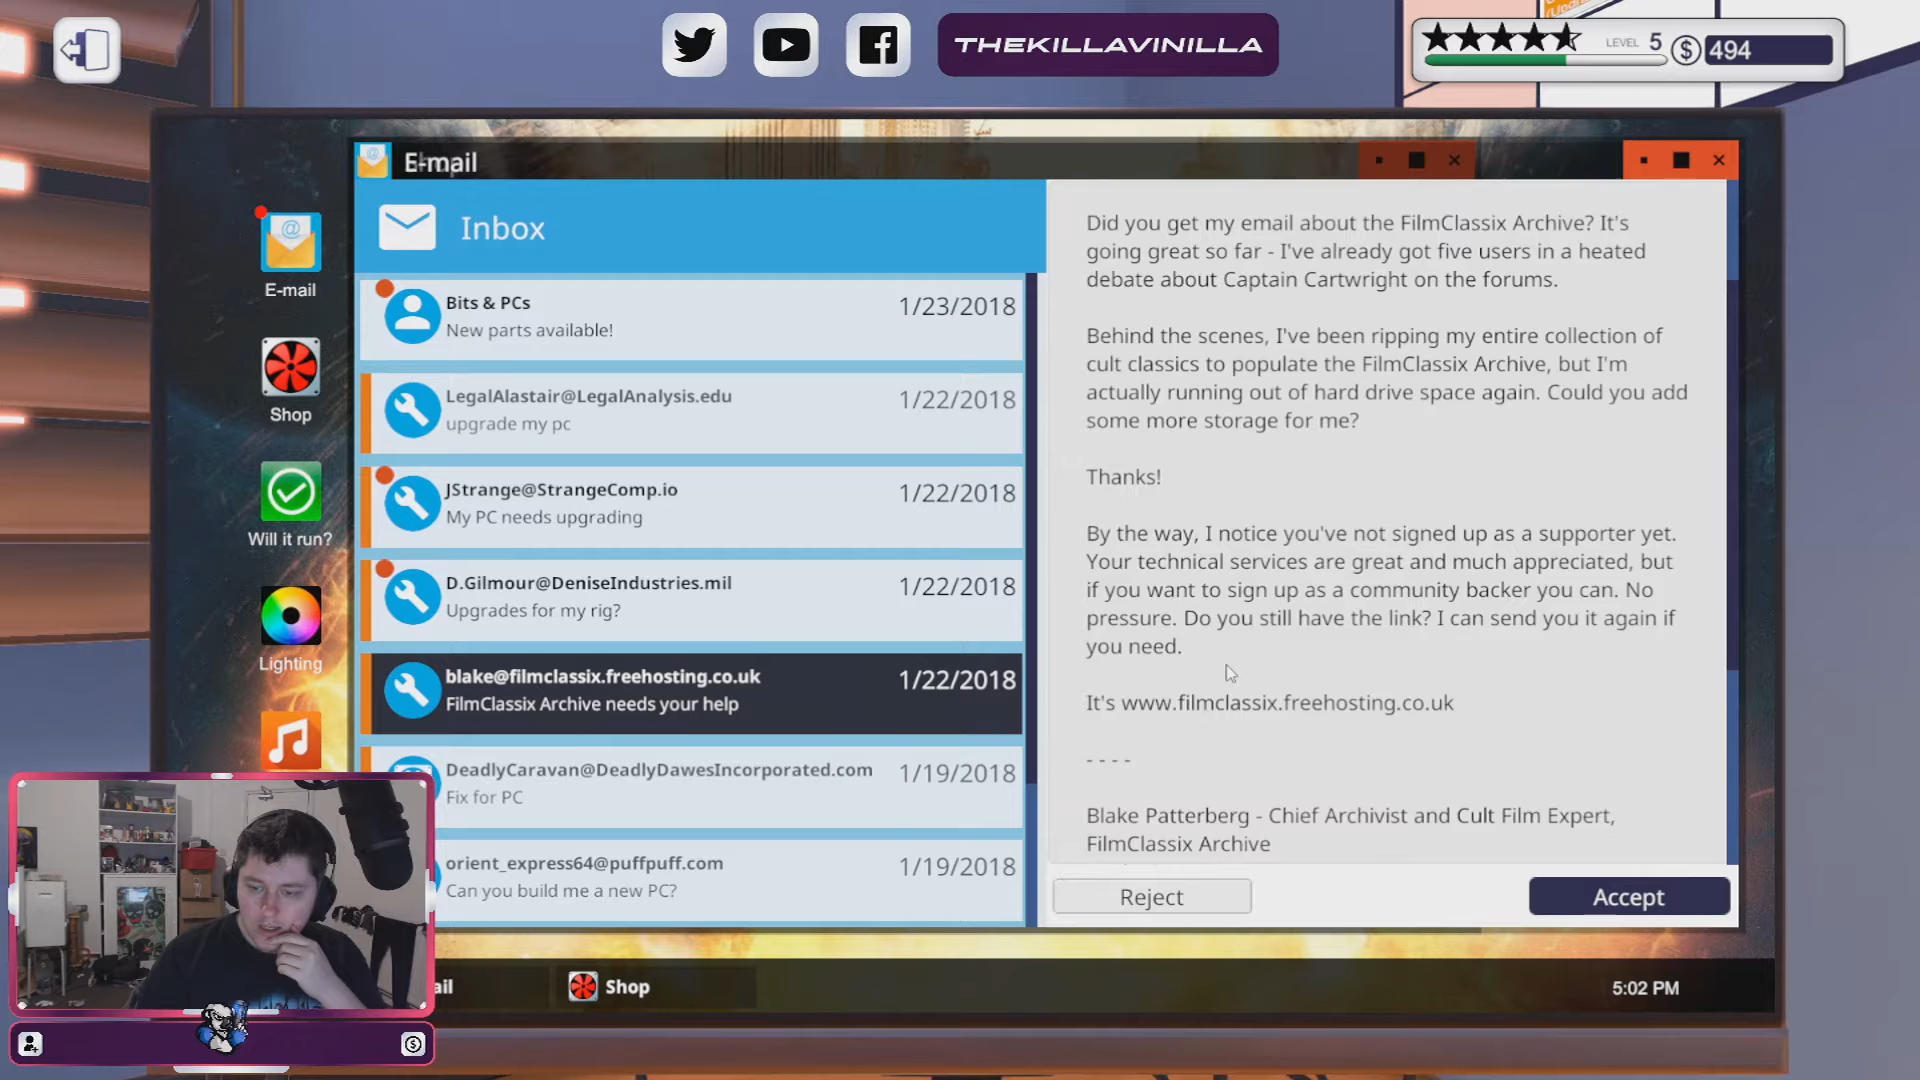 THEKILLAVINILLA
LEVEL 5
$ 494
E-mail
Inbox
E-mail
Shop
Will it run?
Lighting
Bits & PCs
1/23/2018
New parts available!
LegalAlastair@LegalAnalysis.edu
1/22/2018
upgrade my pc
JStrange@StrangeComp.io
1/22/2018
My PC needs upgrading
D.Gilmour@DeniseIndustries.mil
1/22/2018
Upgrades for my rig?
blake@filmclassix.freehosting.co.uk
1/22/2018
FilmClassix Archive needs your help
DeadlyCaravan@DeadlyDawesIncorporated.com
1/19/2018
Fix for PC
orient_express64@puffpuff.com
1/19/2018
Can you build me a new PC?
Did you get my email about the FilmClassix Archive? It's
going great so far - I've already got five users in a heated
debate about Captain Cartwright on the forums.
Behind the scenes, I've been ripping my entire collection of
cult classics to populate the FilmClassix Archive, but I'm
actually running out of hard drive space again. Could you add
some more storage for me?
Thanks!
By the way, I notice you've not signed up as a supporter yet.
Your technical services are great and much appreciated, but
if you want to sign up as a community backer you can. No
pressure. Do you still have the link? I can send you it again if
you need.
It's www.filmclassix.freehosting.co.uk
- - - -
Blake Patterberg - Chief Archivist and Cult Film Expert,
FilmClassix Archive
Reject
Accept
ail
Shop
5:02 PM